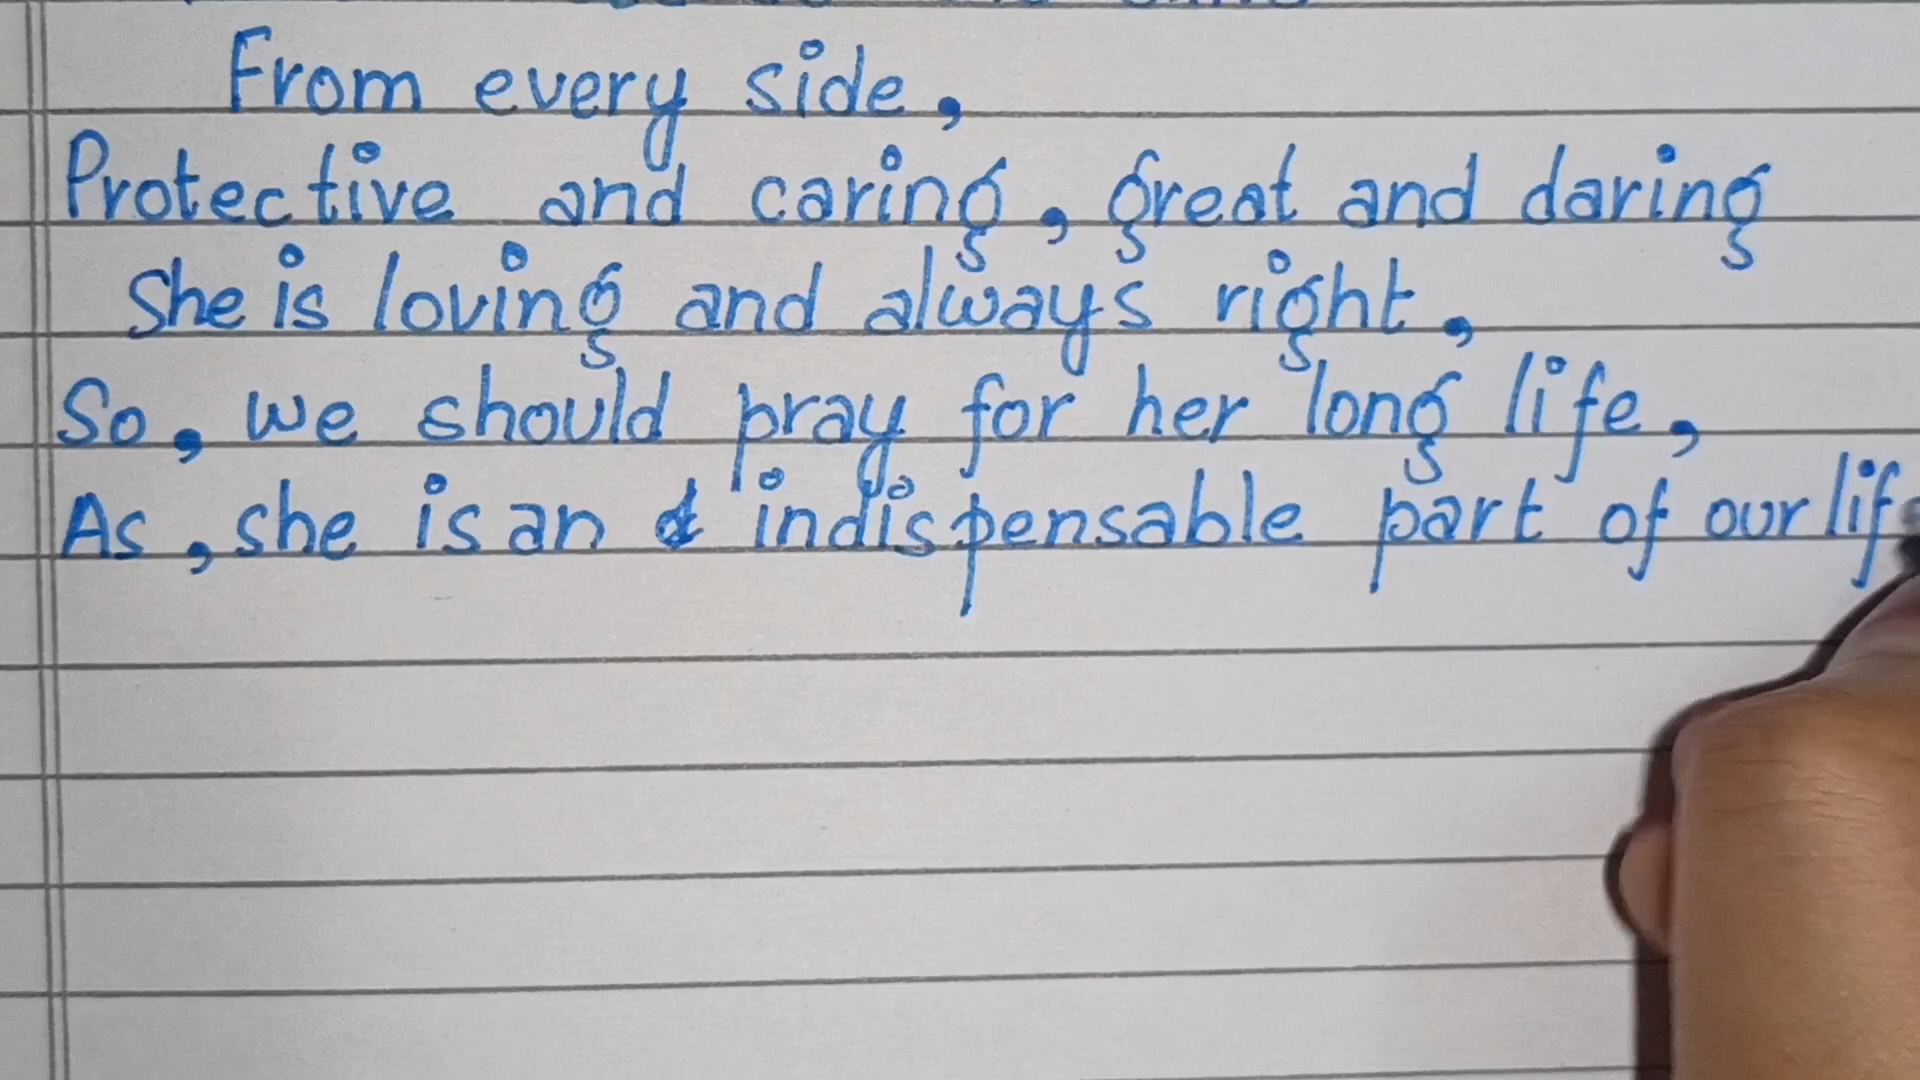 From every side,
Protective and caring, great and daring
She is loving and always right,
So, we should pray for her long life,
As, she is an indispensable part of our lif